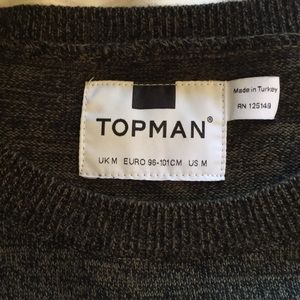 TOPMAN®
UK M EURO 96-101CM US M
Made in Turkey
RN 125149